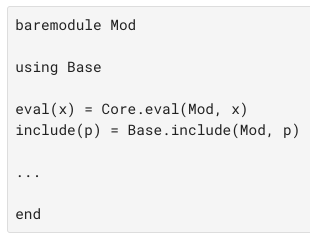 baremodule Mod
using Base
eval(x) = Core.eval(Mod, x)
include(p) = Base.include(Mod, p)
...
end